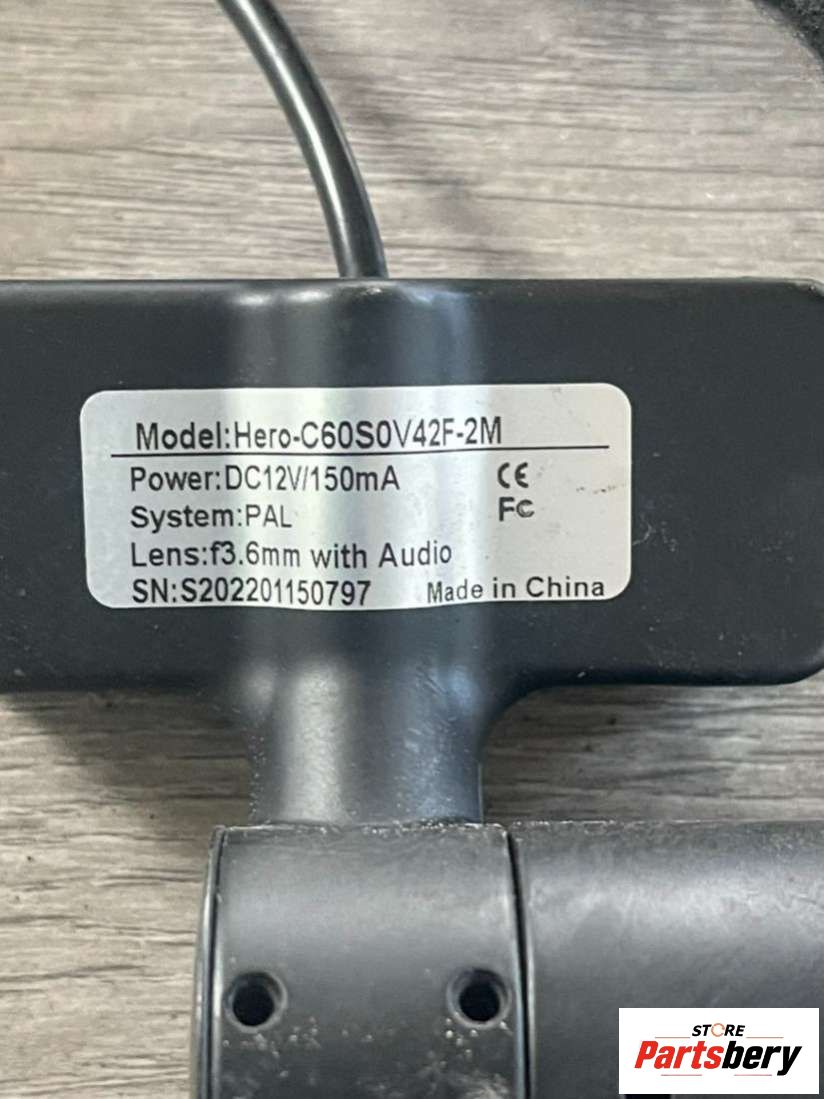 Model:Hero-C60S0V42F-2M
Power:DC12V/150mA CE
System:PAL FC
Lens:f3.6mm with Audio
SN:S202201150797 Made in China
STORE
Partsbery